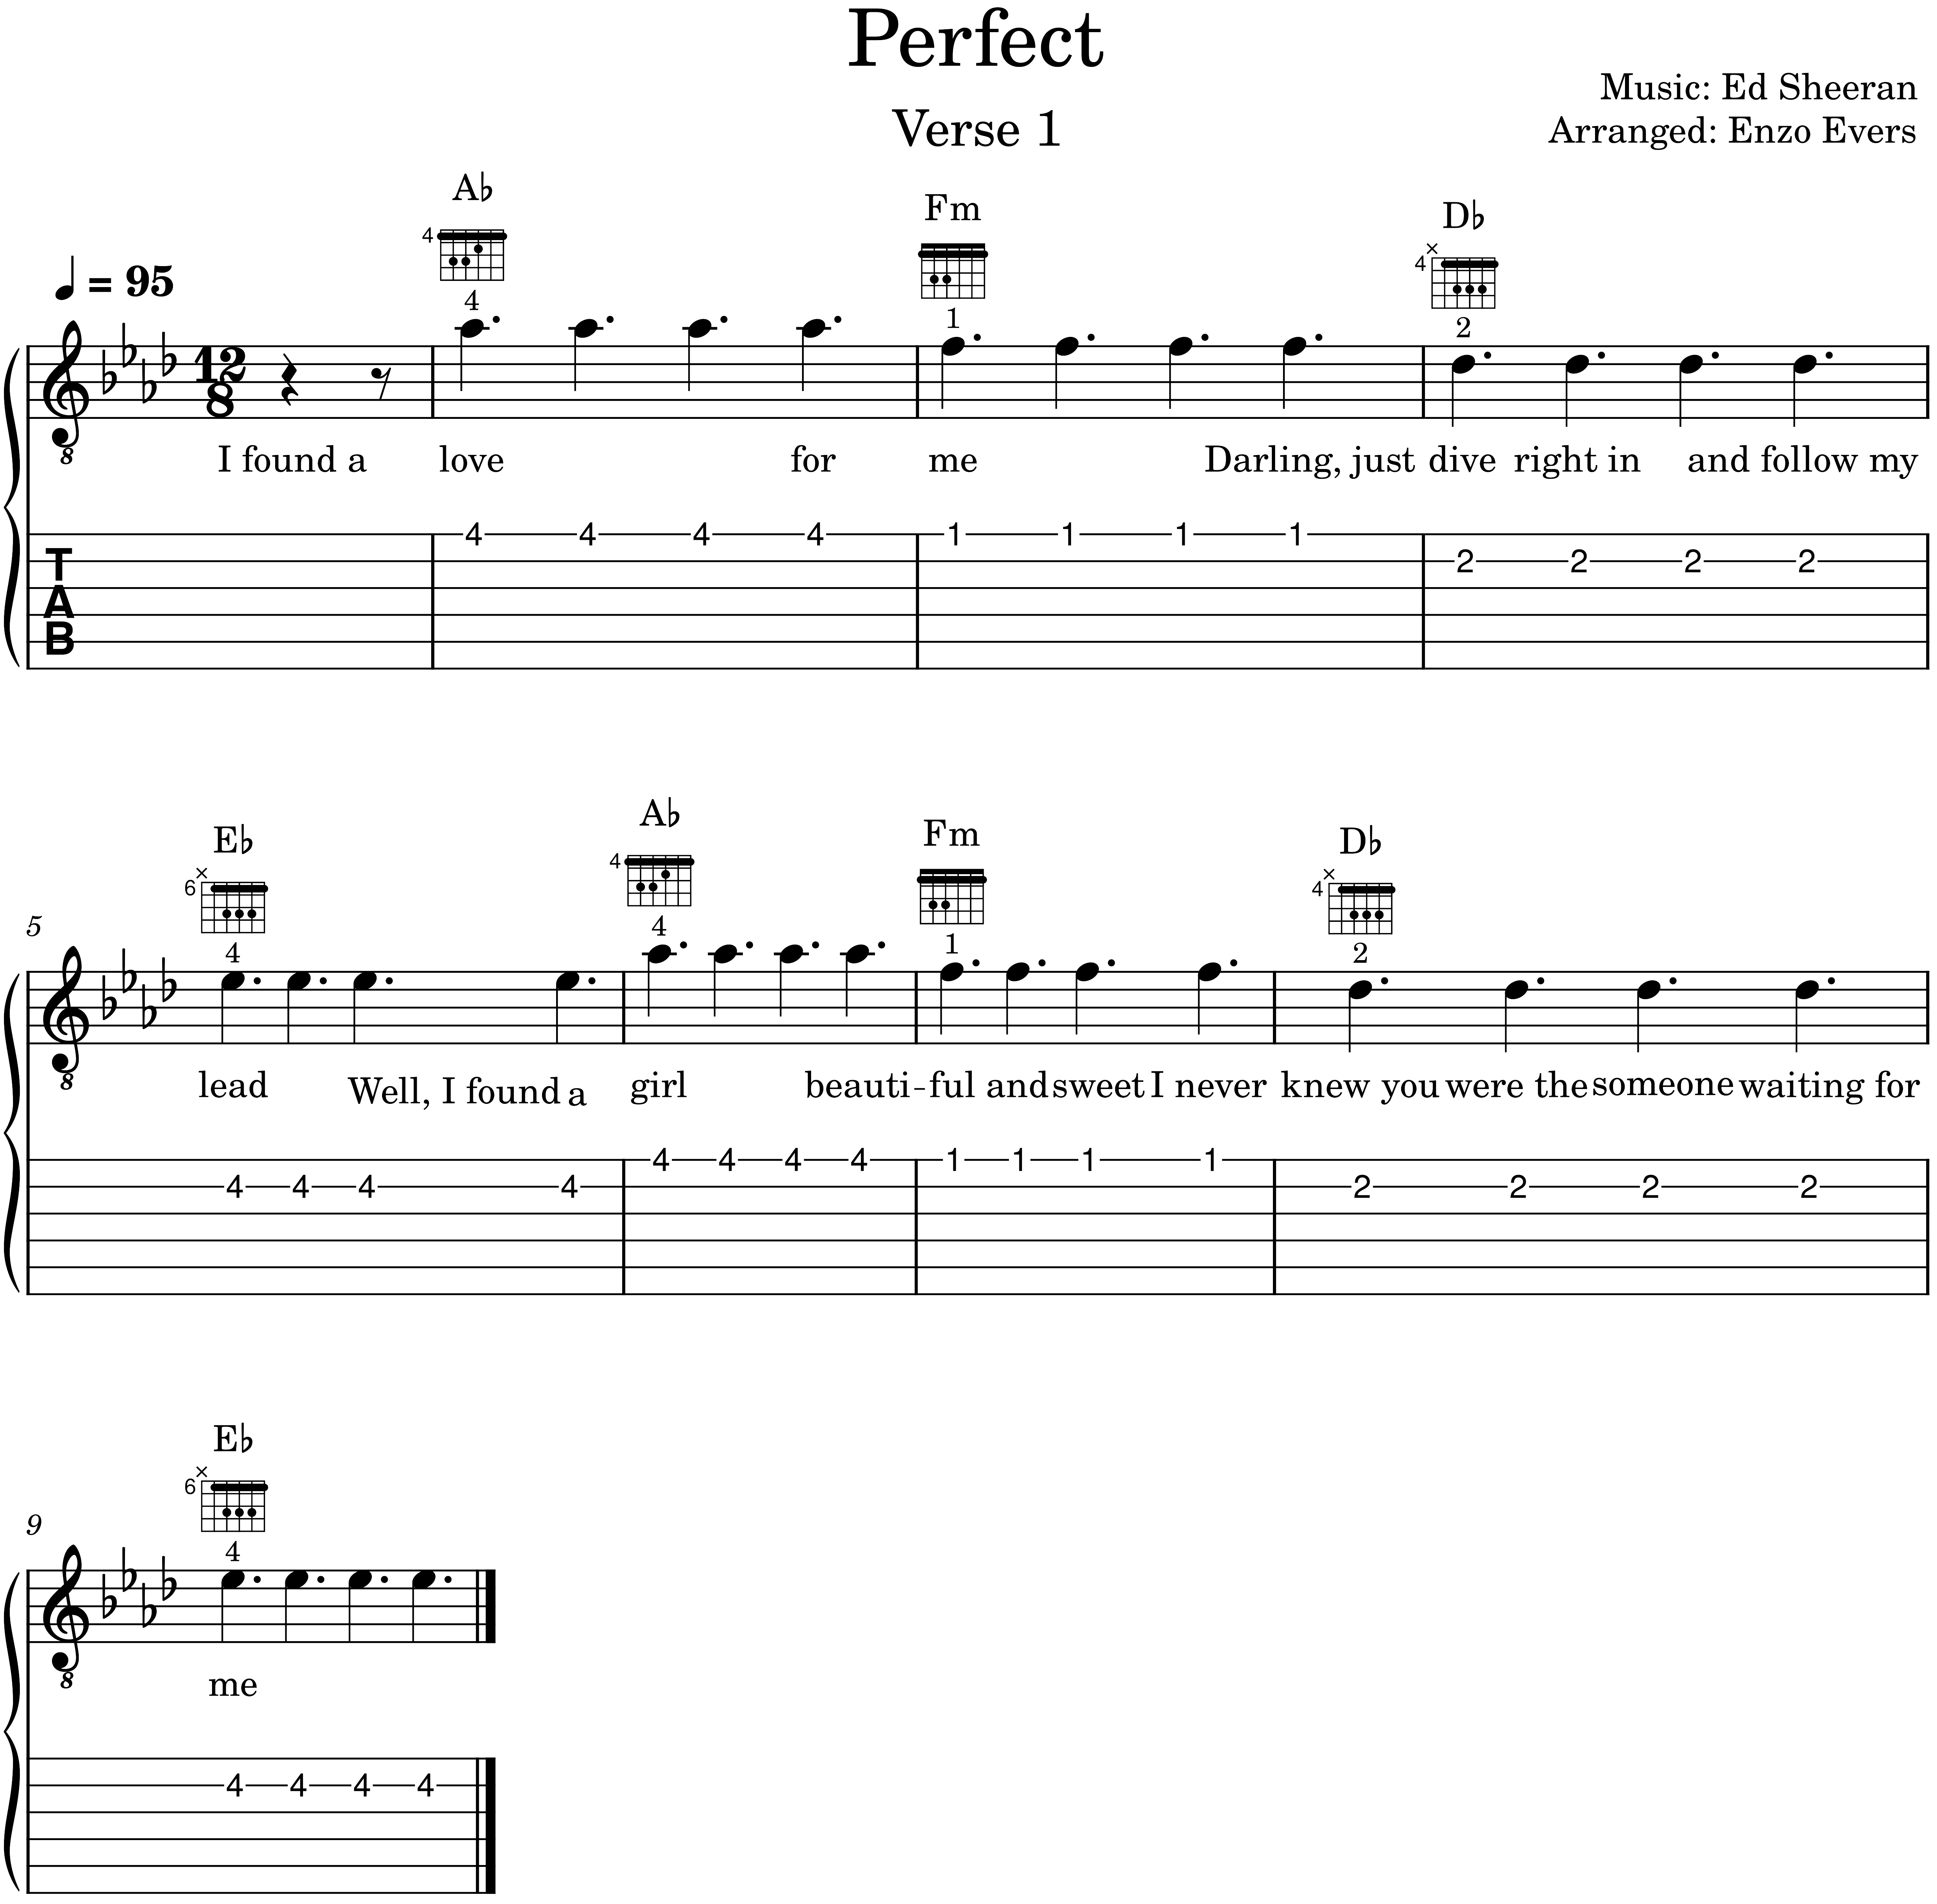 Perfect
Verse 1
Music: Ed Sheeran
Arranged: Enzo Evers
A♭ Fm D♭
4 4
= 95
4 1 2
12
8
8
I found a love for me Darling, just dive right in and follow my
4 4 4 4 1 1 1 1 2 2 2 2
T
A
B
E♭ A♭ Fm D♭
6 4 4
5
4 4 1 2
8
lead Well, I found a girl beauti-ful and sweet I never knew you were the someone waiting for
4 4 4 4 4 4 4 4 1 1 1 1 2 2 2 2
E♭
6
9
4
8
me
4 4 4 4